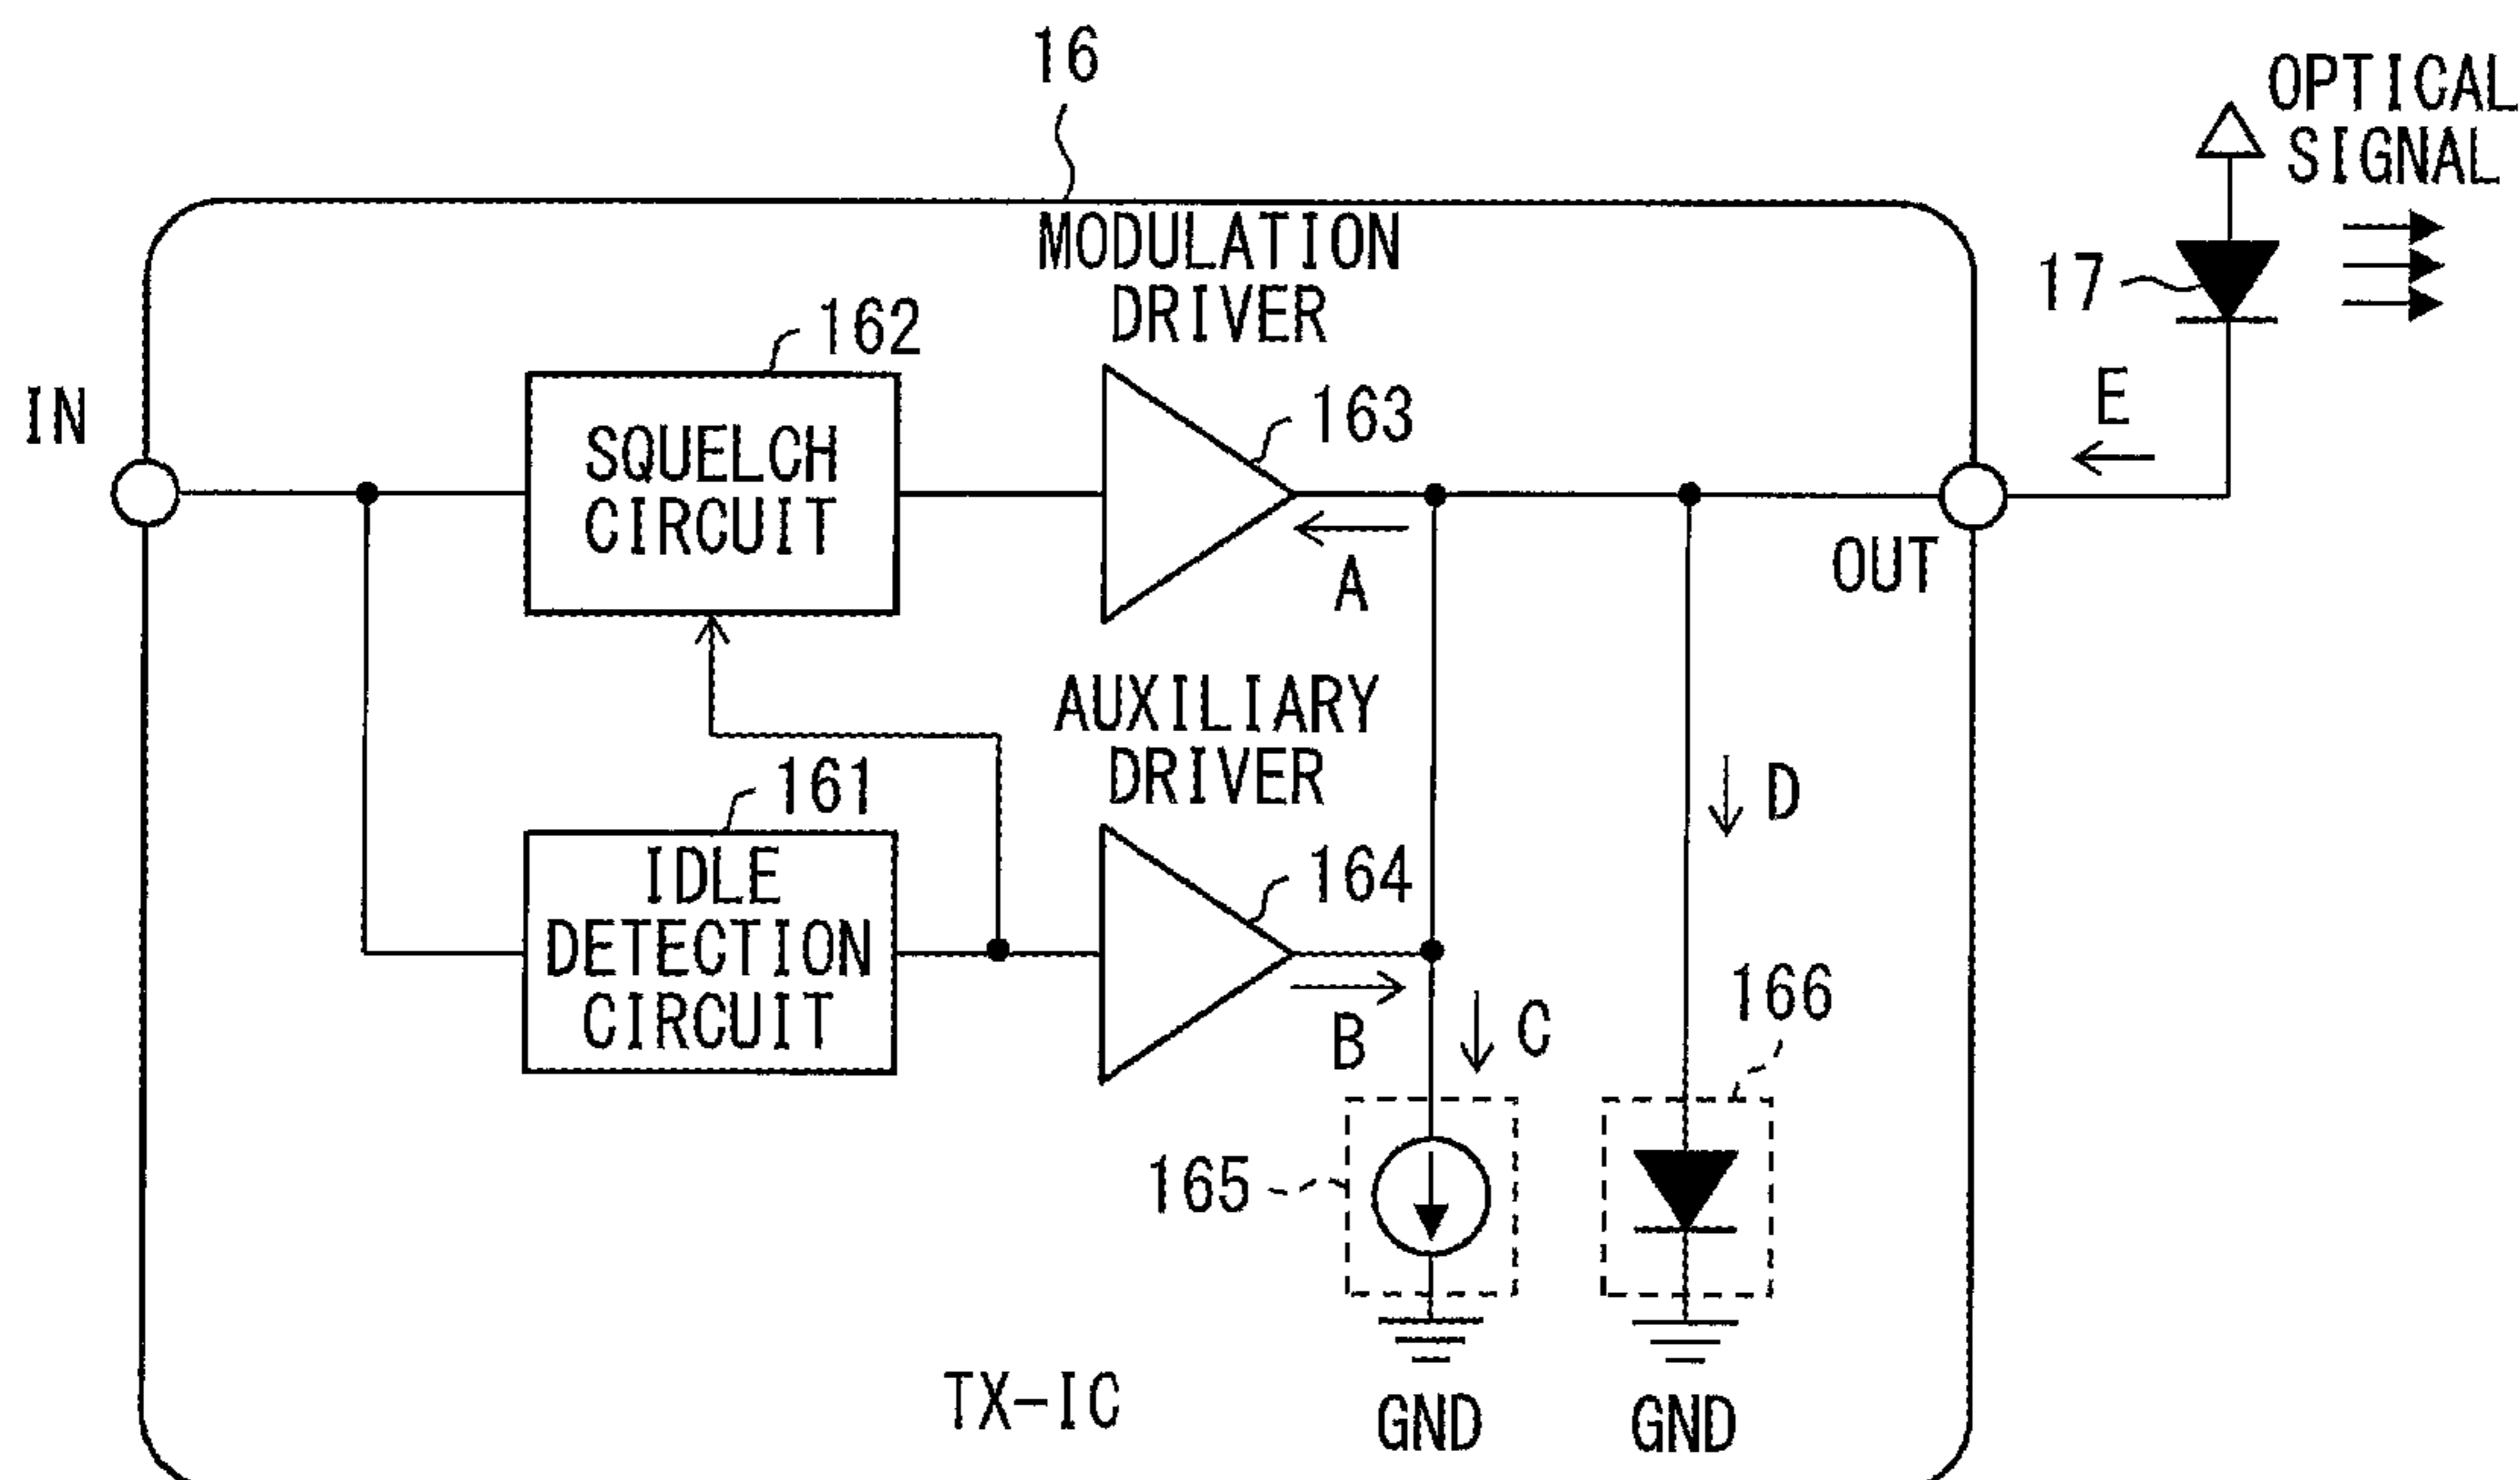 16
OPTICAL
SIGNAL
MODULATION
DRIVER
17
162
IN
SQUELCH
CIRCUIT
163
E
A
OUT
AUXILIARY
DRIVER
161
D
IDLE
DETECTION
CIRCUIT
164
166
B
C
165
TX-IC
GND
GND